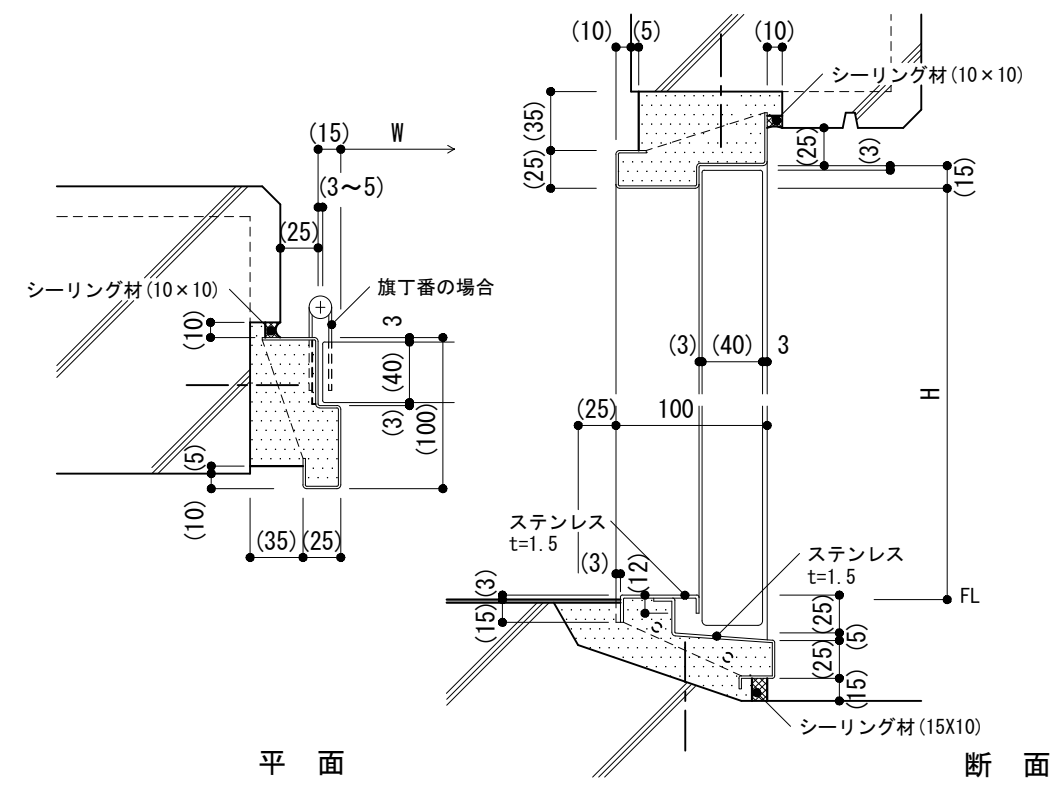 (15)
W
(3～5)
(25)
シーリング材(10×10)
旗丁番の場合
(10)
3
(40)
(3)
(100)
(5)
(10)
(35)
(25)
平 面
(10)
(5)
(10)
シーリング材(10×10)
(35)
(25)
(25)
(3)
(15)
(3)
(40)
3
H
(25)
100
ステンレス
t=1.5
(3)
(12)
ステンレス
t=1.5
(3)
(15)
FL
(25)
(5)
(25)
(15)
シーリング材(15X10)
断 面